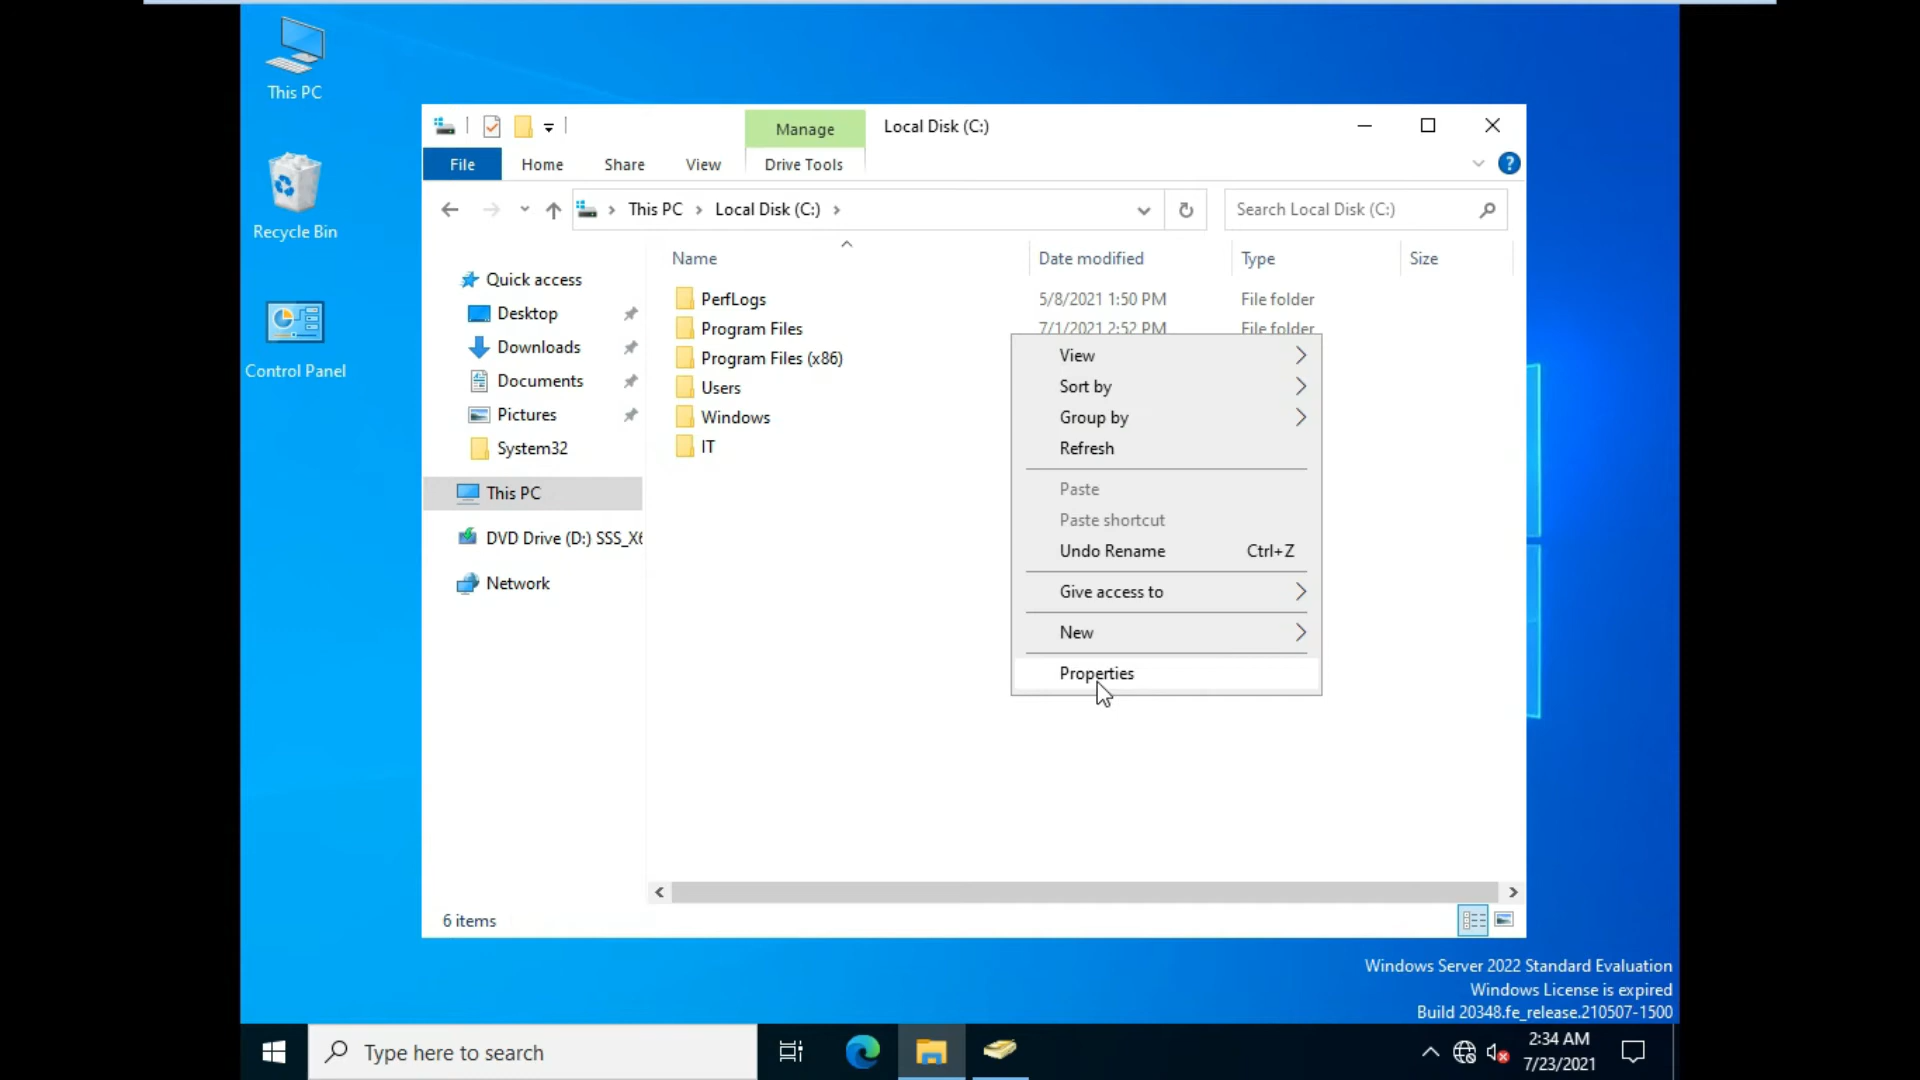 This PC
Recycle Bin
Control Panel
Manage
Local Disk (C:)
File
Home
Share
View
Drive Tools
?
This PC
Local Disk (C:)
Search Local Disk (C:)
Quick access
Desktop
Downloads
Documents
Pictures
System32
This PC
DVD Drive (D:) SSS_X6
Network
Name
Date modified
Type
Size
PerfLogs
5/8/2021 1:50 PM
File folder
Program Files
7/1/2021 2:52 PM
File folder
Program Files (x86)
Users
Windows
IT
View
Sort by
Group by
Refresh
Paste
Paste shortcut
Undo Rename Ctrl+Z
Give access to
New
Properties
6 items
Windows Server 2022 Standard Evaluation
Windows License is expired
Build 20348.fe_release.210507-1500
Type here to search
2:34 AM
7/23/2021